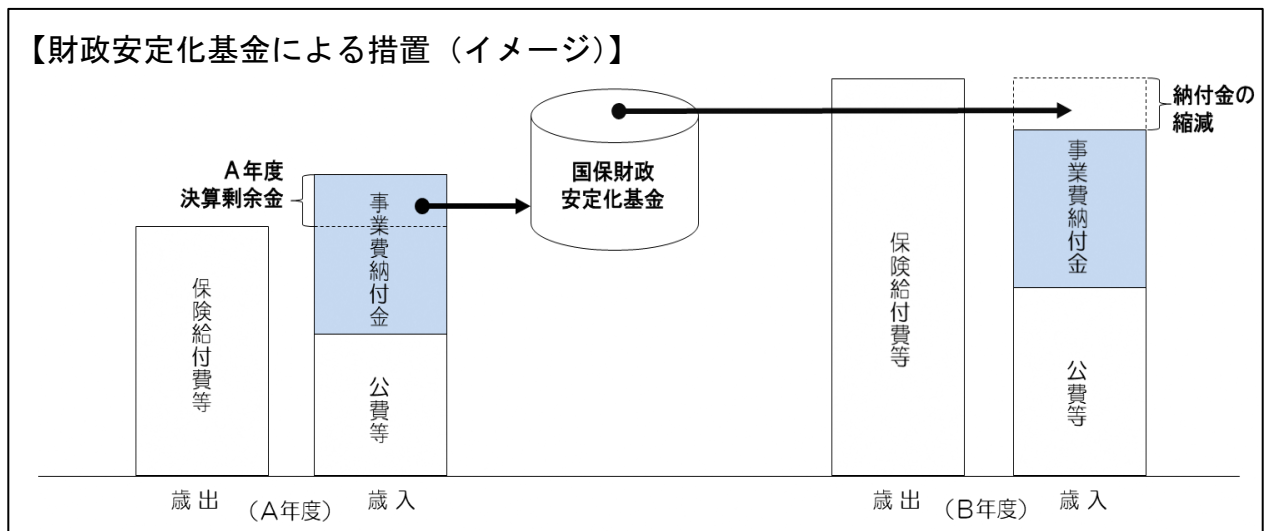 【財政安定化基金による措置（イメージ）】
A年度
決算剰余金
保険給付費等
事業費納付金
公費等
歳出
（A年度）
歳入
国保財政
安定化基金
保険給付費等
事業費納付金
公費等
納付金の
縮減
歳出
（B年度）
歳入